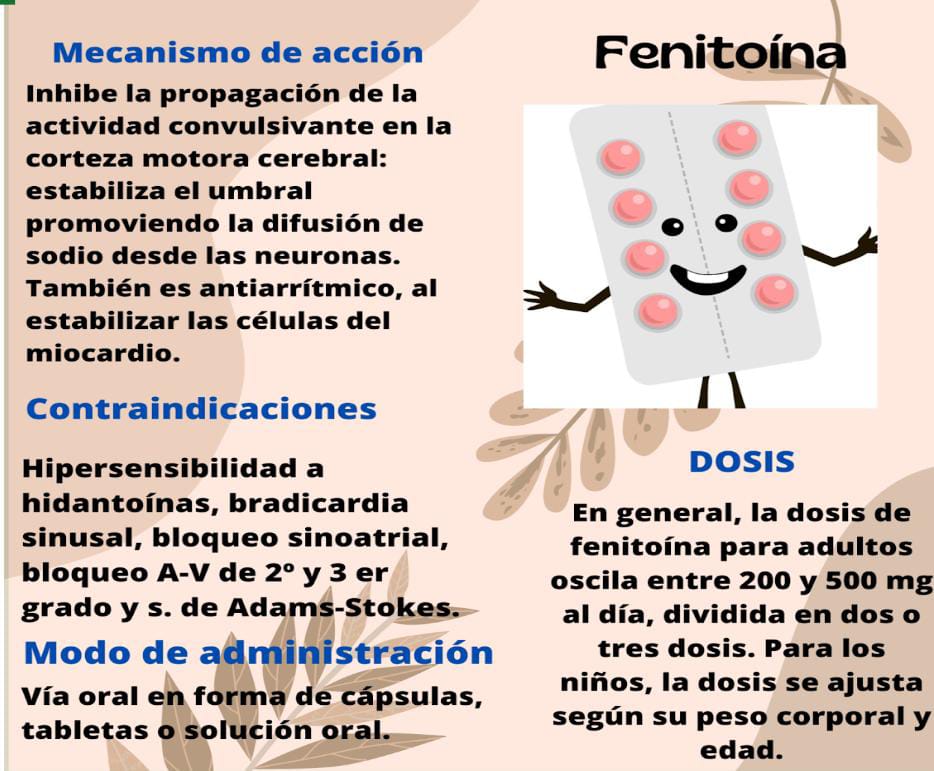 Mecanismo de acción
Inhibe la propagación de la
actividad convulsivante en la
corteza motora cerebral:
estabiliza el umbral
promoviendo la difusión de
sodio desde las neuronas.
También es antiarrítmico, al
estabilizar las células del
miocardio.
Contraindicaciones
Hipersensibilidad a
hidantoínas, bradicardia
sinusal, bloqueo sinoatrial,
bloqueo A-V de 2º y 3 er
grado y s. de Adams-Stokes.
Modo de administración
Vía oral en forma de cápsulas,
tabletas o solución oral.
Fenitoína
DOSIS
En general, la dosis de
fenitoína para adultos
oscila entre 200 y 500 mg
al día, dividida en dos o
tres dosis. Para los
niños, la dosis se ajusta
según su peso corporal y
edad.